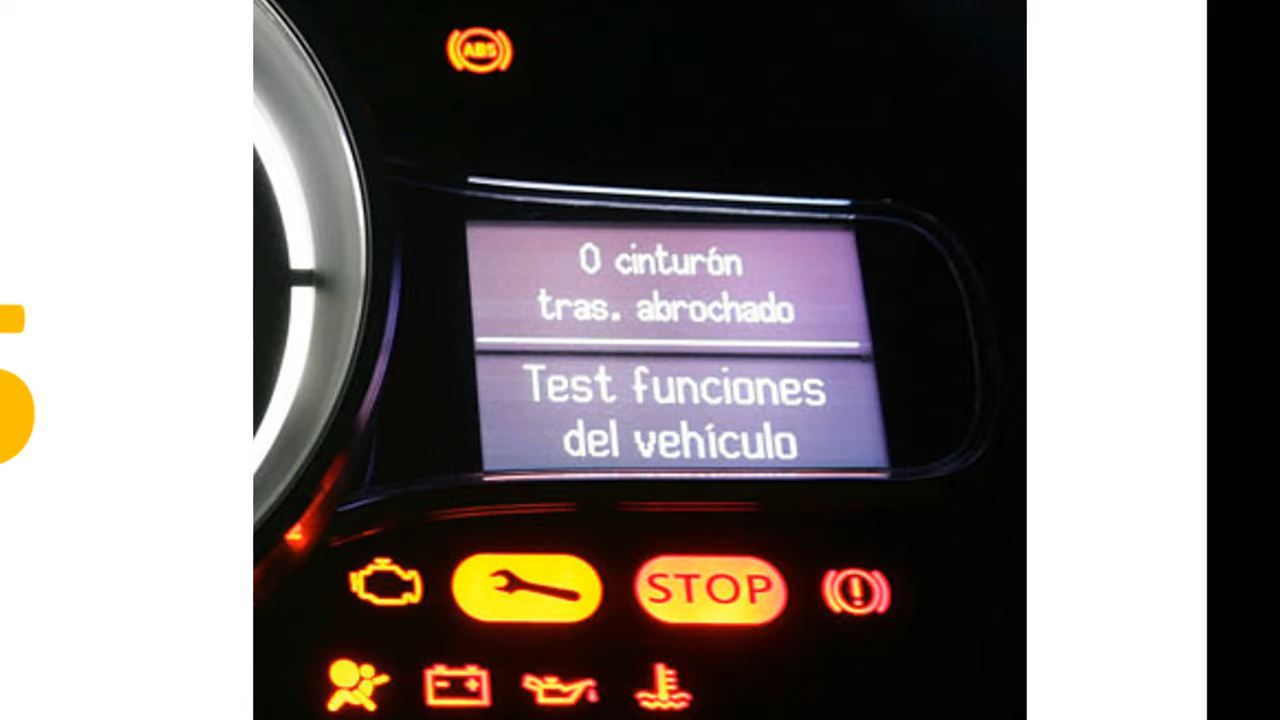 ABS
0 cinturón
tras. abrochado
Test funciones
del vehículo
STOP